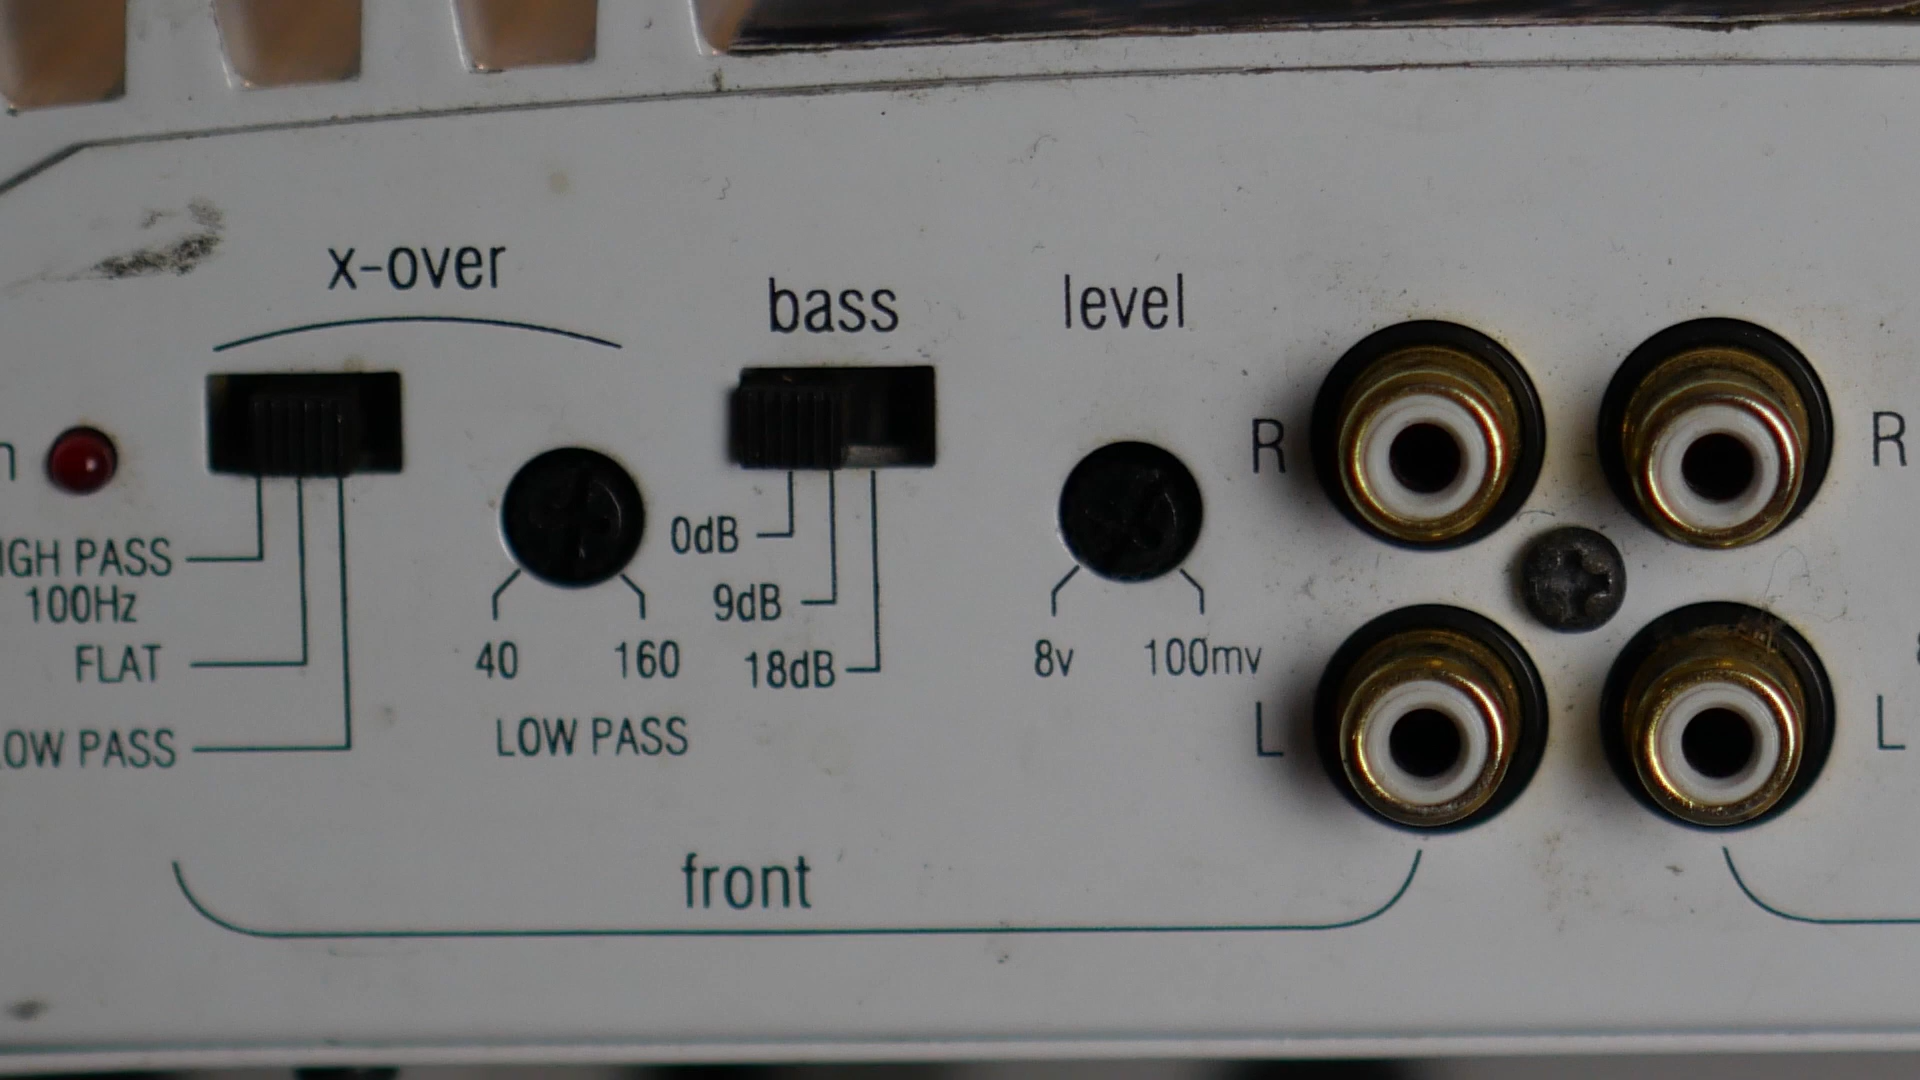 x-over
bass
level
R
R
n
0dB
IGH PASS
100Hz
9dB
FLAT
40
160
18dB
8v
100mv
OW PASS
LOW PASS
L
L
front